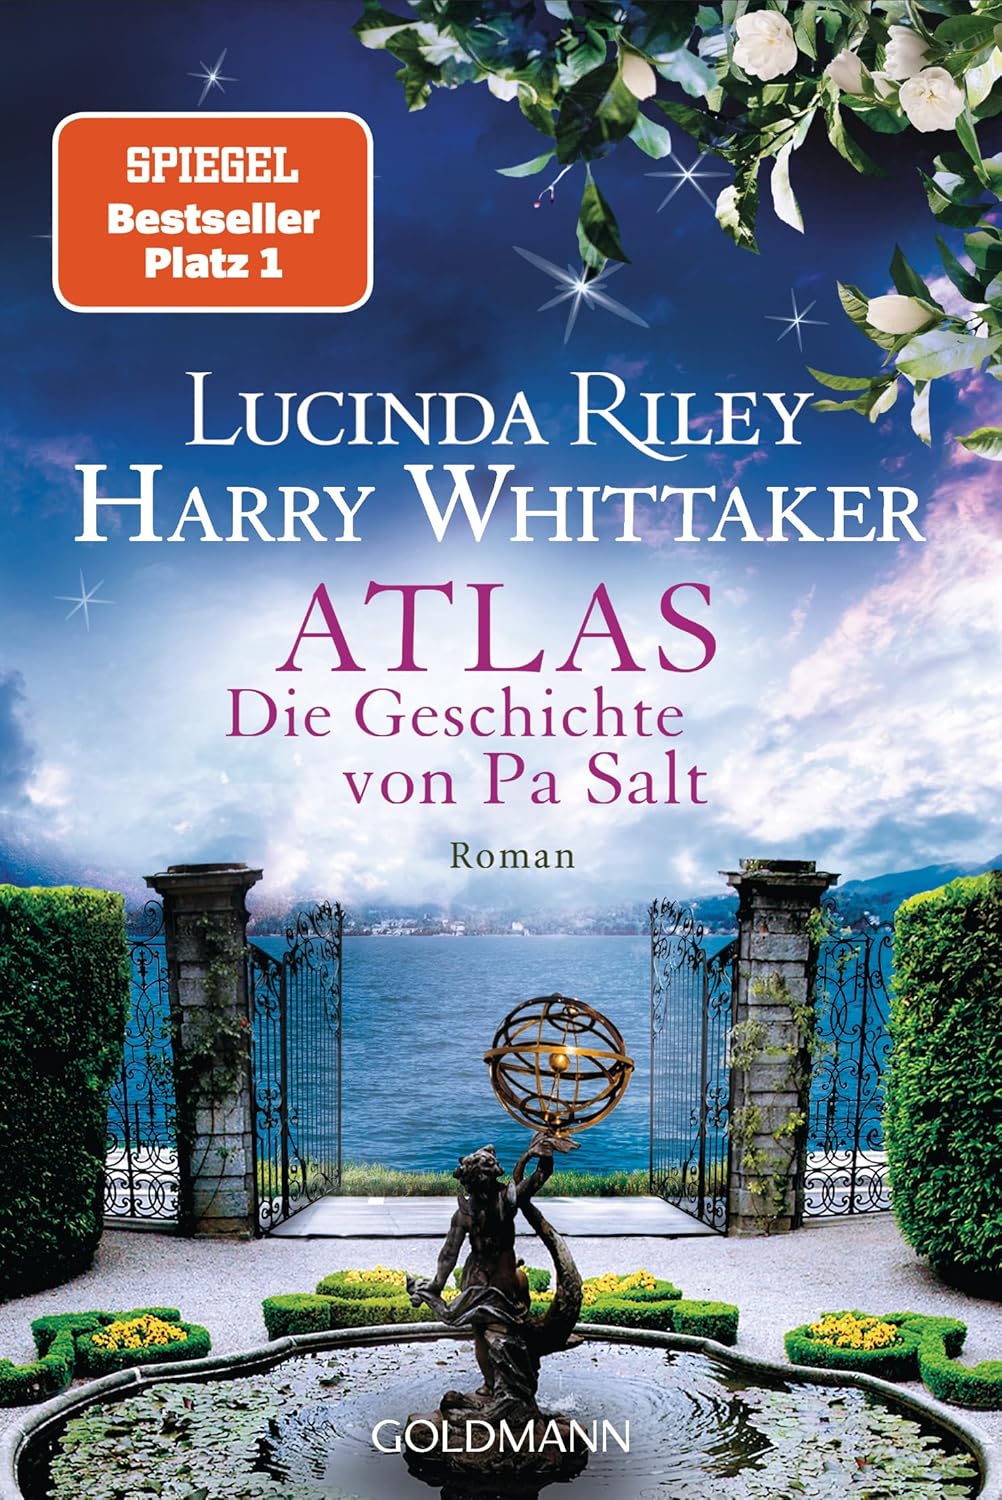 SPIEGEL
Bestseller
Platz 1
LUCINDA RILEY
HARRY WHITTAKER
ATLAS
Die Geschichte
von Pa Salt
Roman
GOLDMANN